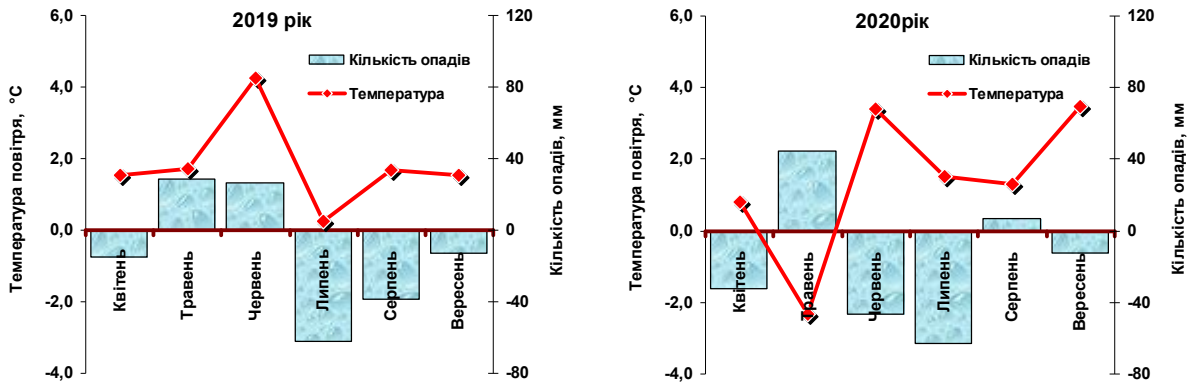 2019 рік
Кількість опадів
Температура
Температура повітря, °С
6,0
4,0
2,0
0,0
-2,0
-4,0
Квітень
Травень
Червень
Липень
Серпень
Вересень
120
80
40
0
-40
-80
Кількість опадів, мм
2020рік
Кількість опадів
Температура
Температура повітря, °С
6,0
4,0
2,0
0,0
-2,0
-4,0
Квітень
Травень
Червень
Липень
Серпень
Вересень
120
80
40
0
-40
-80
Кількість опадів, мм